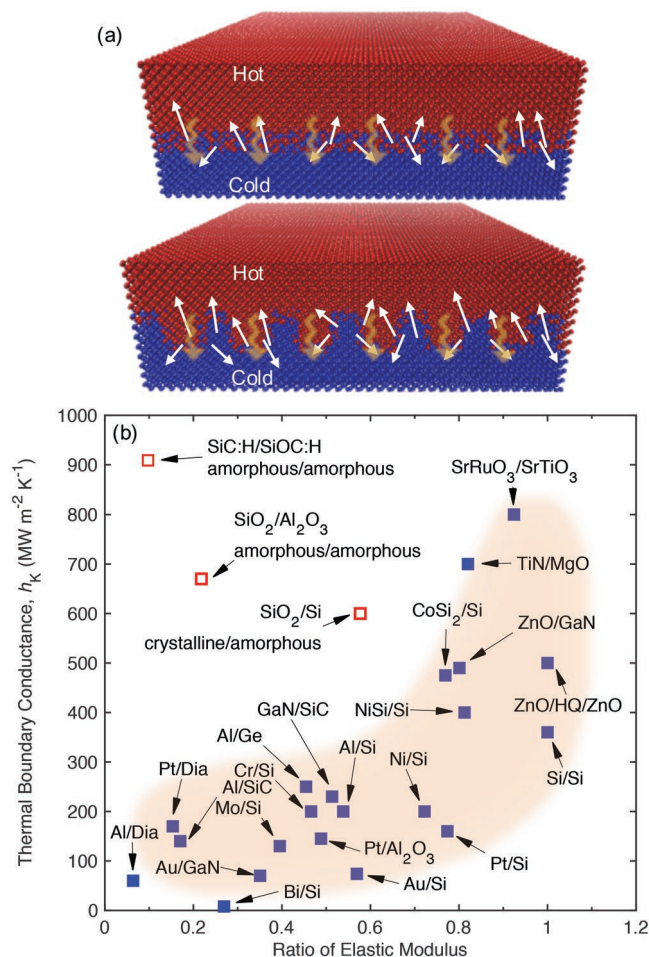 (a)
Hot
Cold
Hot
Cold
(b)
1000
900
800
700
600
500
400
300
200
100
0
Thermal Boundary Conductance, hK (MW m-2 K-1)
SiC:H/SiOC:H
amorphous/amorphous
SrRuO3/SrTiO3
SiO2/Al2O3
amorphous/amorphous
TiN/MgO
SiO2/Si
crystalline/amorphous
CoSi2/Si
ZnO/GaN
GaN/SiC
NiSi/Si
ZnO/HQ/ZnO
Al/Ge
Al/Si
Ni/Si
Si/Si
Pt/Dia
Cr/Si
Al/SiC
Mo/Si
Al/Dia
Pt/Al2O3
Pt/Si
Au/GaN
Bi/Si
Au/Si
0 0.2 0.4 0.6 0.8 1 1.2
Ratio of Elastic Modulus